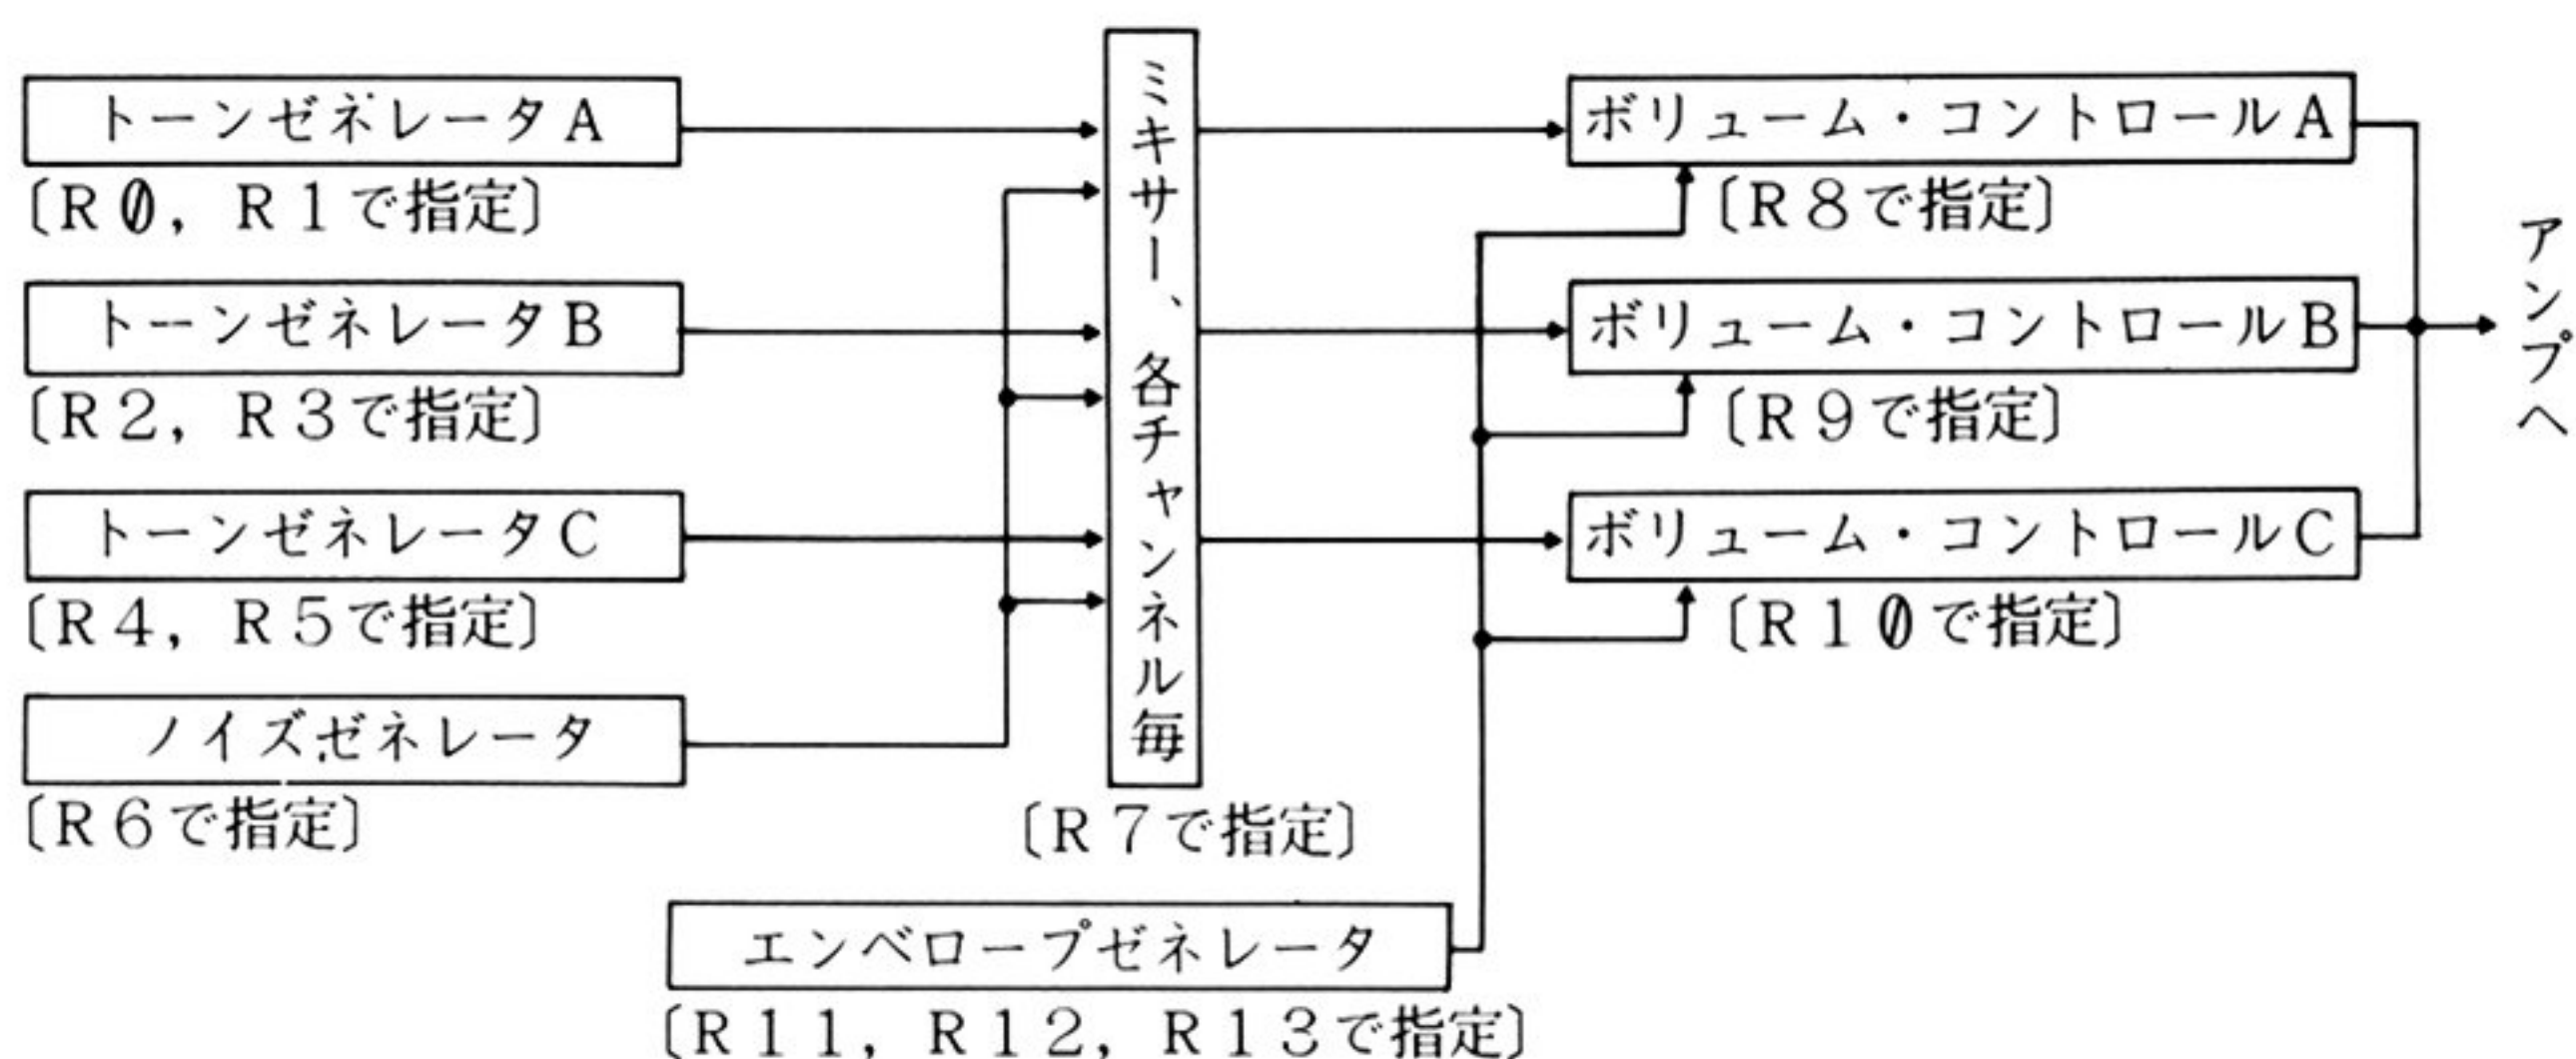 トーンゼネレータA
〔R0, R1で指定〕
トーンゼネレータB
〔R2, R3で指定〕
トーンゼネレータC
〔R4, R5で指定〕
ノイズゼネレータ
〔R6で指定〕
ミキサー、各チャンネル毎
〔R7で指定〕
エンベロープゼネレータ
〔R11, R12, R13で指定〕
ボリューム・コントロールA
〔R8で指定〕
ボリューム・コントロールB
〔R9で指定〕
ボリューム・コントロールC
〔R10で指定〕
アンプへ